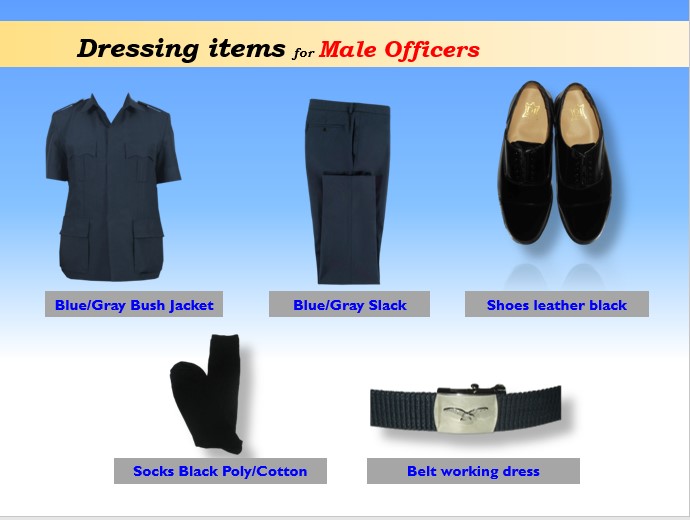 Dressing items for Male Officers
Blue/Gray Bush Jacket
Blue/Gray Slack
Shoes leather black
Socks Black Poly/Cotton
Belt working dress